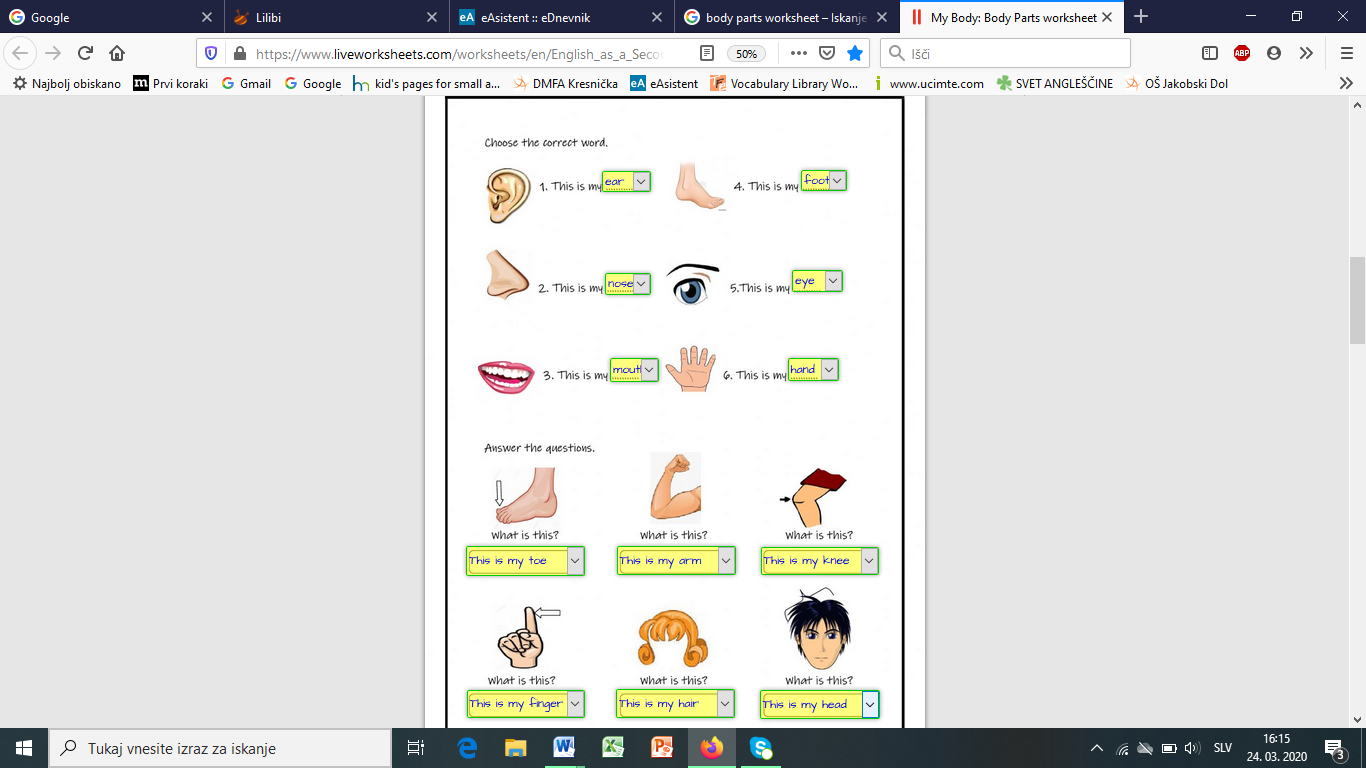 Google
Lilibi
eA eAsistent :: eDnevnik
body parts worksheet – Iskanje
My Body: Body Parts worksheet
https://www.liveworksheets.com/worksheets/en/English_as_a_Seco
50%
Išči
ABP
Najbolj obiskano
m Prvi koraki
G Gmail
G Google
kid's pages for small a...
DMFA Kresnička
eA eAsistent
Vocabulary Library Wo...
www.ucimte.com
SVET ANGLEŠČINE
OŠ Jakobski Dol
Choose the correct word.
1. This is my ear
4. This is my foot
2. This is my nose
5.This is my eye
3. This is my mout
6. This is my hand
Answer the questions.
What is this?
What is this?
What is this?
This is my toe
This is my arm
This is my knee
What is this?
What is this?
What is this?
This is my finger
This is my hair
This is my head
Tukaj vnesite izraz za iskanje
SLV
16:15
24. 03. 2020
3